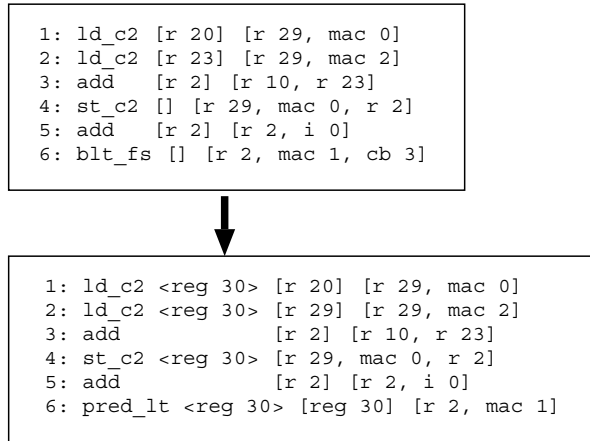 1: ld_c2 [r 20] [r 29, mac 0]
2: ld_c2 [r 23] [r 29, mac 2]
3: add [r 2] [r 10, r 23]
4: st_c2 [] [r 29, mac 0, r 2]
5: add [r 2] [r 2, i 0]
6: blt_fs [] [r 2, mac 1, cb 3]
1: ld_c2 <reg 30> [r 20] [r 29, mac 0]
2: ld_c2 <reg 30> [r 29] [r 29, mac 2]
3: add [r 2] [r 10, r 23]
4: st_c2 <reg 30> [r 29, mac 0, r 2]
5: add [r 2] [r 2, i 0]
6: pred_lt <reg 30> [reg 30] [r 2, mac 1]